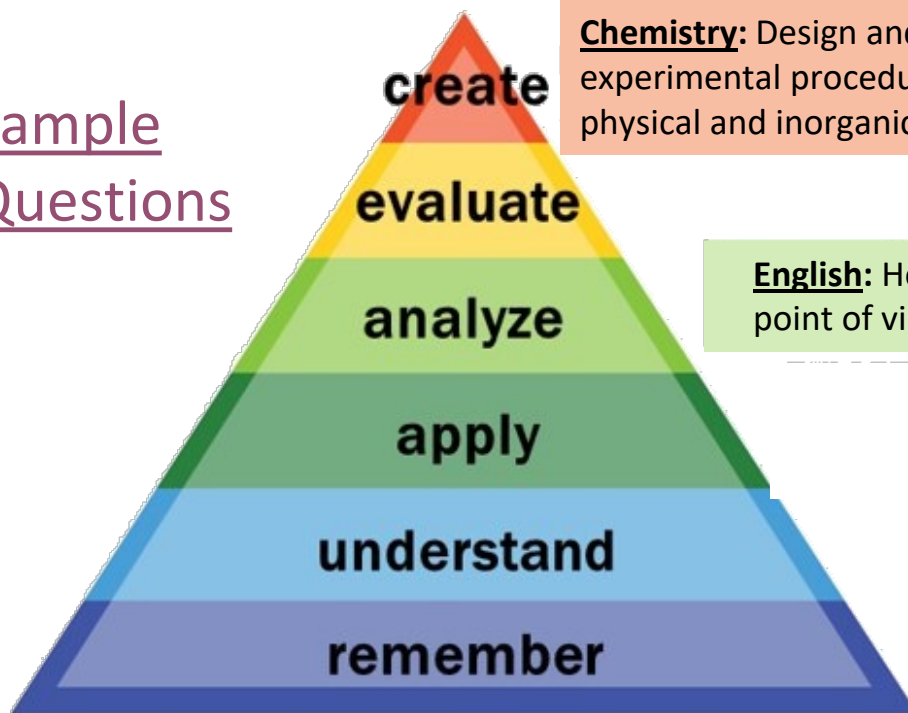 ample
Questions
create
Chemistry: Design and
experimental procedu
physical and inorganic
evaluate
English: He
point of vi
analyze
apply
understand
remember